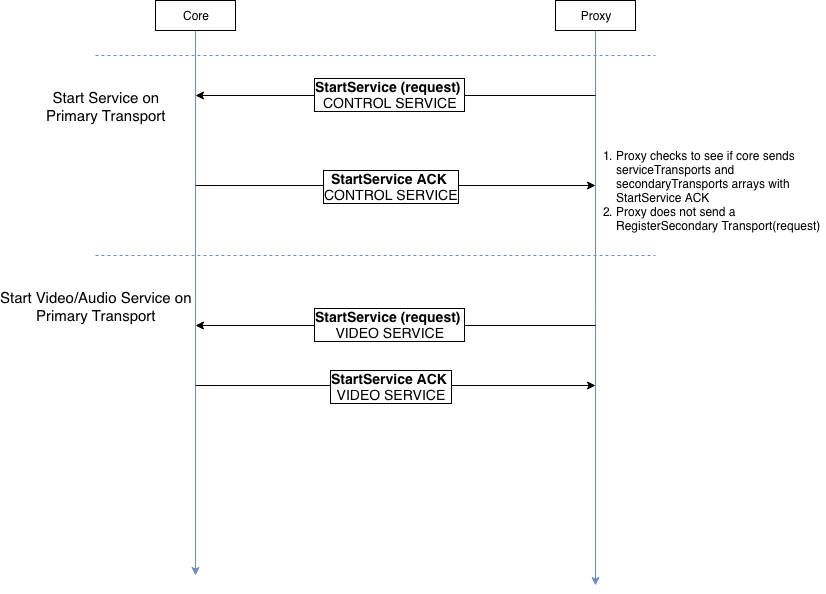 Core
Proxy
StartService (request)
CONTROL SERVICE
Start Service on
Primary Transport
1. Proxy checks to see if core sends
serviceTransports and
secondaryTransports arrays with
StartService ACK
2. Proxy does not send a
RegisterSecondary Transport(request)
StartService ACK
CONTROL SERVICE
Start Video/Audio Service on
Primary Transport
StartService (request)
VIDEO SERVICE
StartService ACK
VIDEO SERVICE